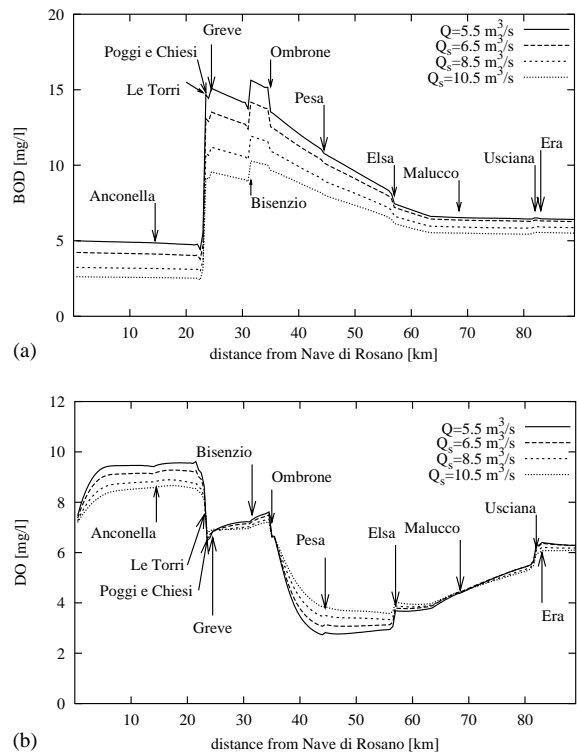 Greve
Poggi e Chiesi
Ombrone
Le Torri
Pesa
Anconella
Bisenzio
Elsa
Malucco
Usciana
Era
Q=5.5 m³/s
Qₛ=6.5 m³/s
Qₛ=8.5 m³/s
Qₛ=10.5 m³/s
BOD [mg/l]
20
15
10
5
0
0 10 20 30 40 50 60 70 80
distance from Nave di Rosano [km]
(a)
Bisenzio
Ombrone
Anconella
Le Torri
Poggi e Chiesi
Greve
Pesa
Elsa
Malucco
Usciana
Era
Q=5.5 m³/s
Qₛ=6.5 m³/s
Qₛ=8.5 m³/s
Qₛ=10.5 m³/s
DO [mg/l]
12
10
8
6
4
2
0
0 10 20 30 40 50 60 70 80
distance from Nave di Rosano [km]
(b)